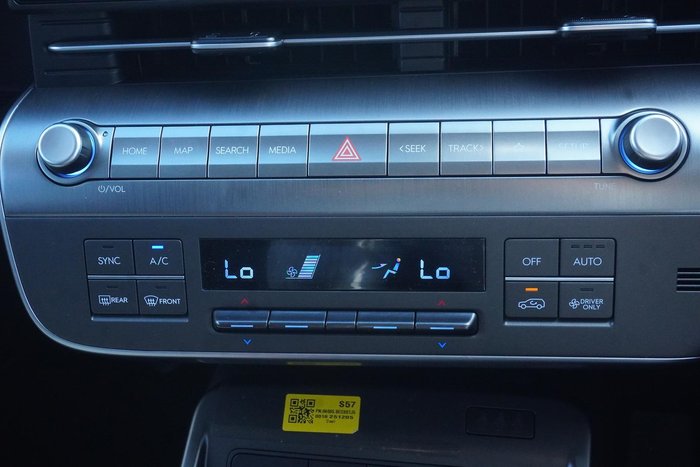 HOME MAP SEARCH MEDIA <SEEK TRACK> SETUP
VOL TUNE
SYNC A/C Lo Lo OFF AUTO
REAR FRONT DRIVER
ONLY
S57